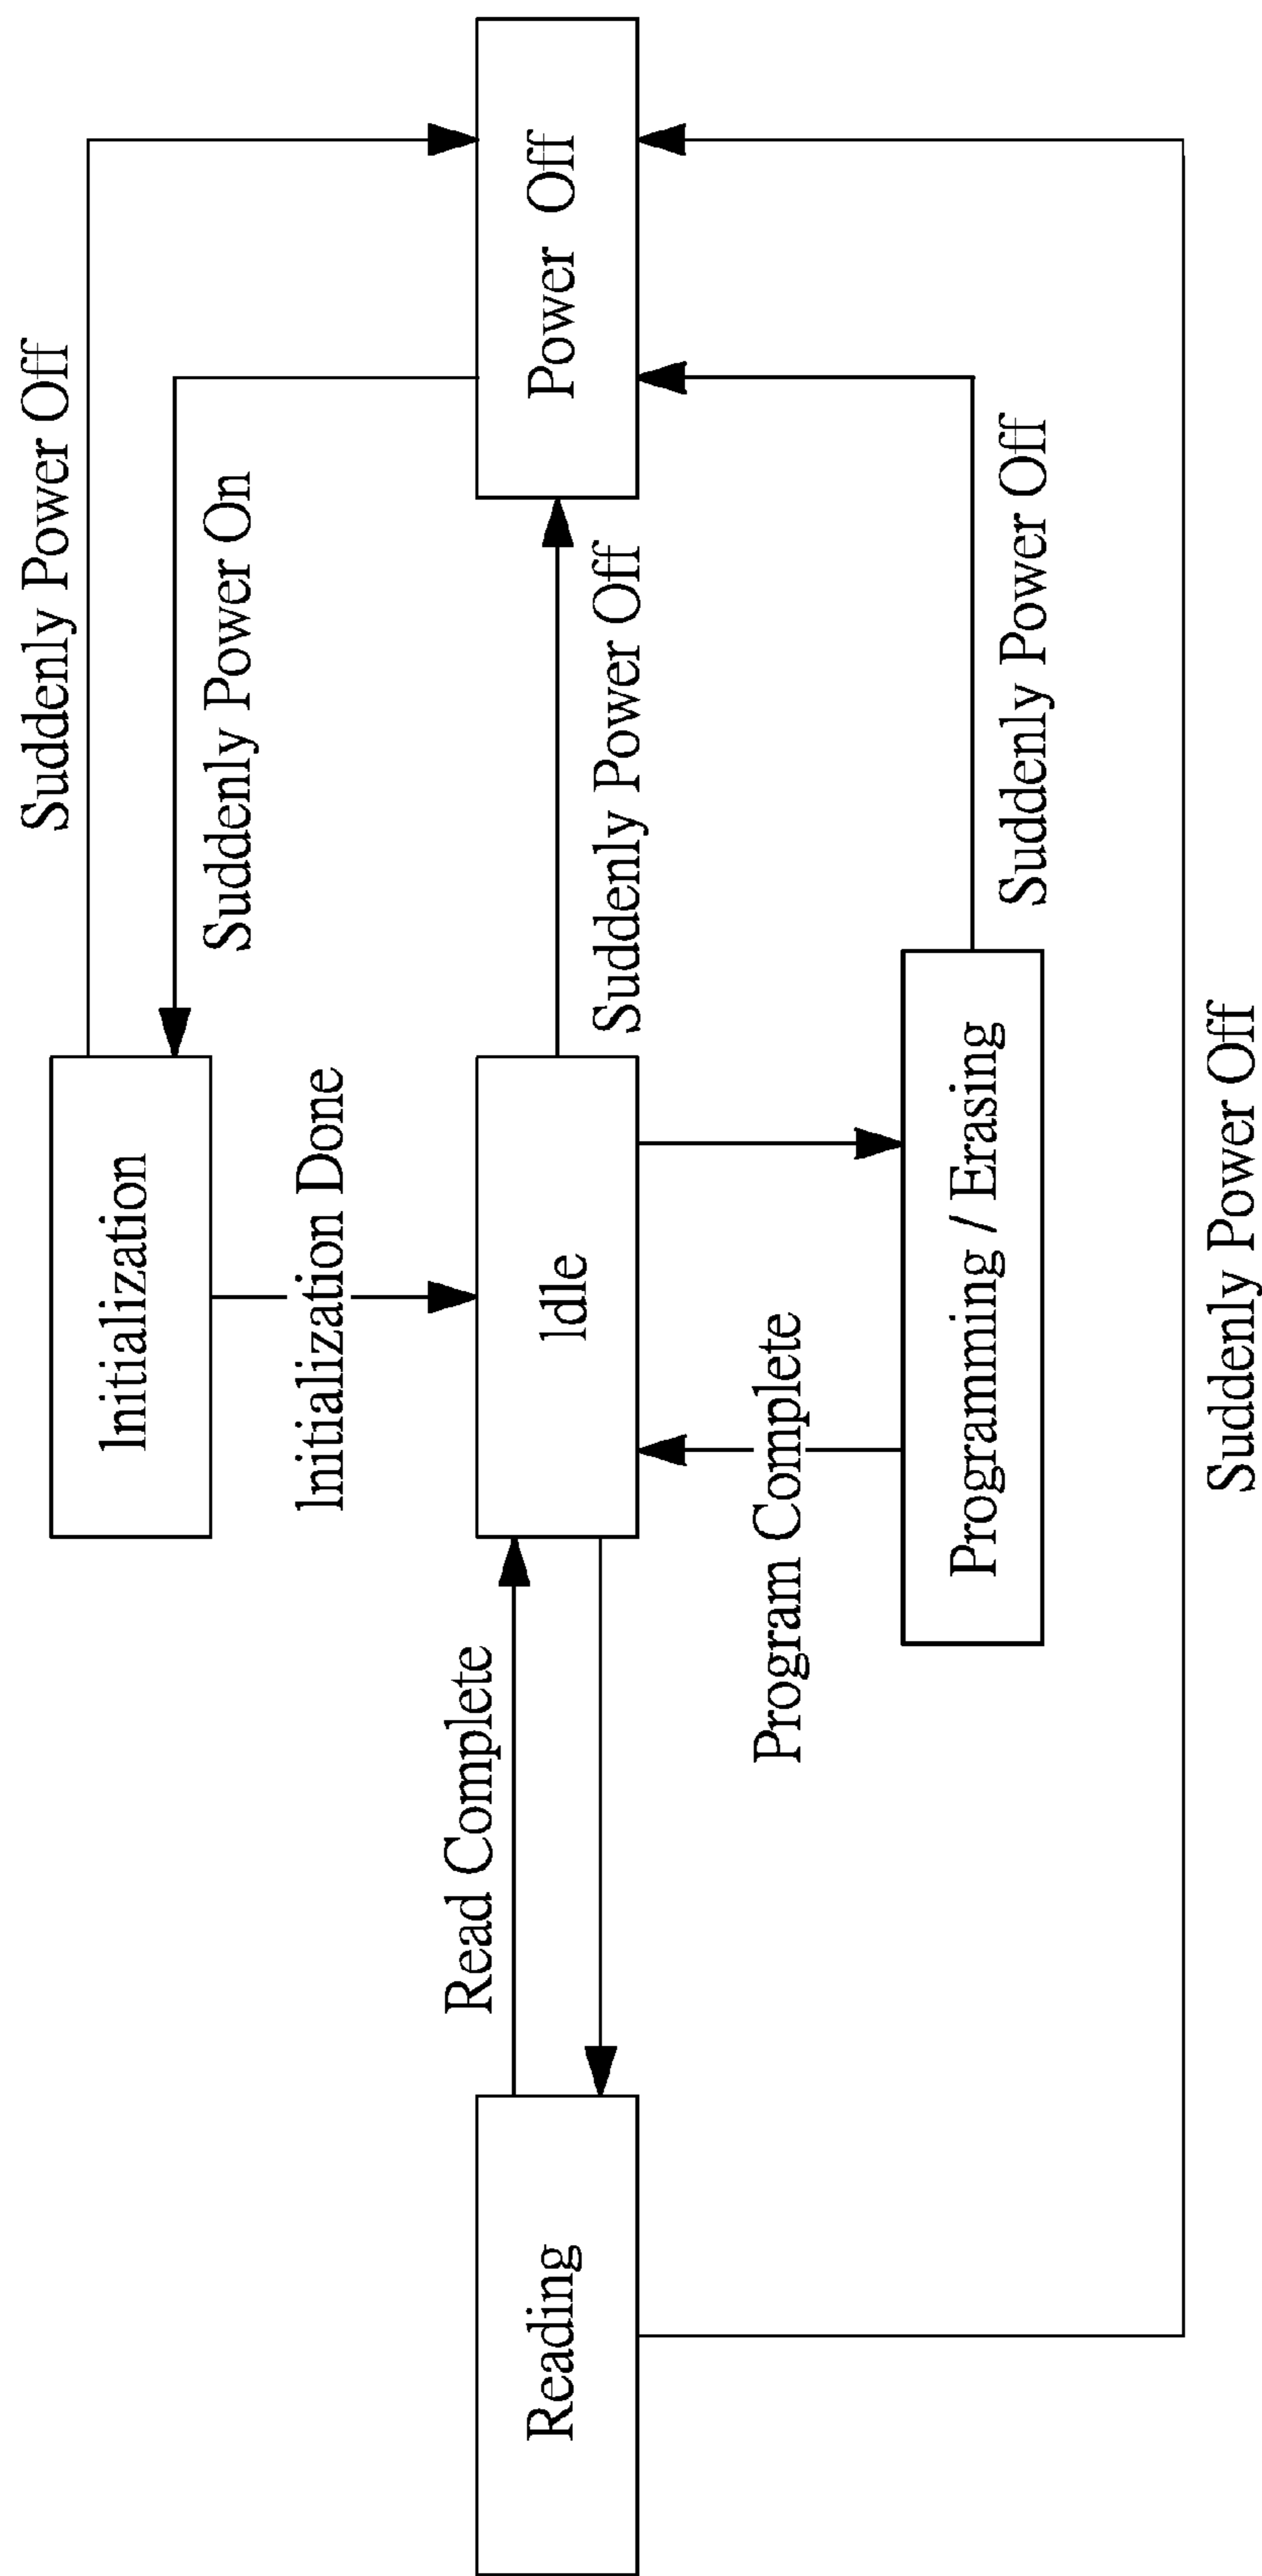 Suddenly Power Off
Initialization
Suddenly Power On
Initialization Done
Read Complete
Reading
Idle
Power Off
Suddenly Power Off
Program Complete
Programming / Erasing
Suddenly Power Off
Suddenly Power Off